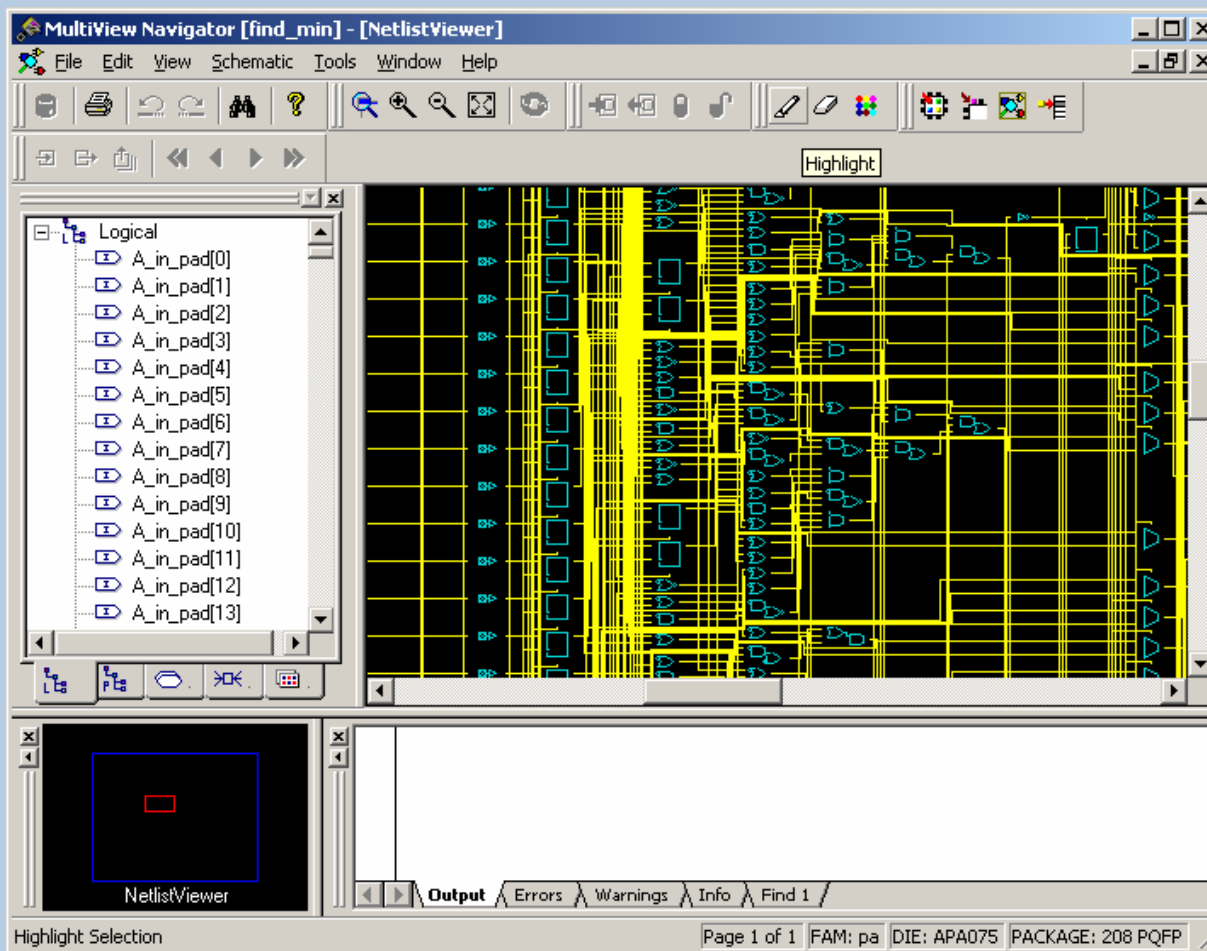 MultiView Navigator [find_min] - [NetlistViewer]
File Edit View Schematic Tools Window Help
Highlight
Logical
A_in_pad[0]
A_in_pad[1]
A_in_pad[2]
A_in_pad[3]
A_in_pad[4]
A_in_pad[5]
A_in_pad[6]
A_in_pad[7]
A_in_pad[8]
A_in_pad[9]
A_in_pad[10]
A_in_pad[11]
A_in_pad[12]
A_in_pad[13]
NetlistViewer
Output Errors Warnings Info Find 1
Highlight Selection Page 1 of 1 FAM: pa DIE: APA075 PACKAGE: 208 PQFP